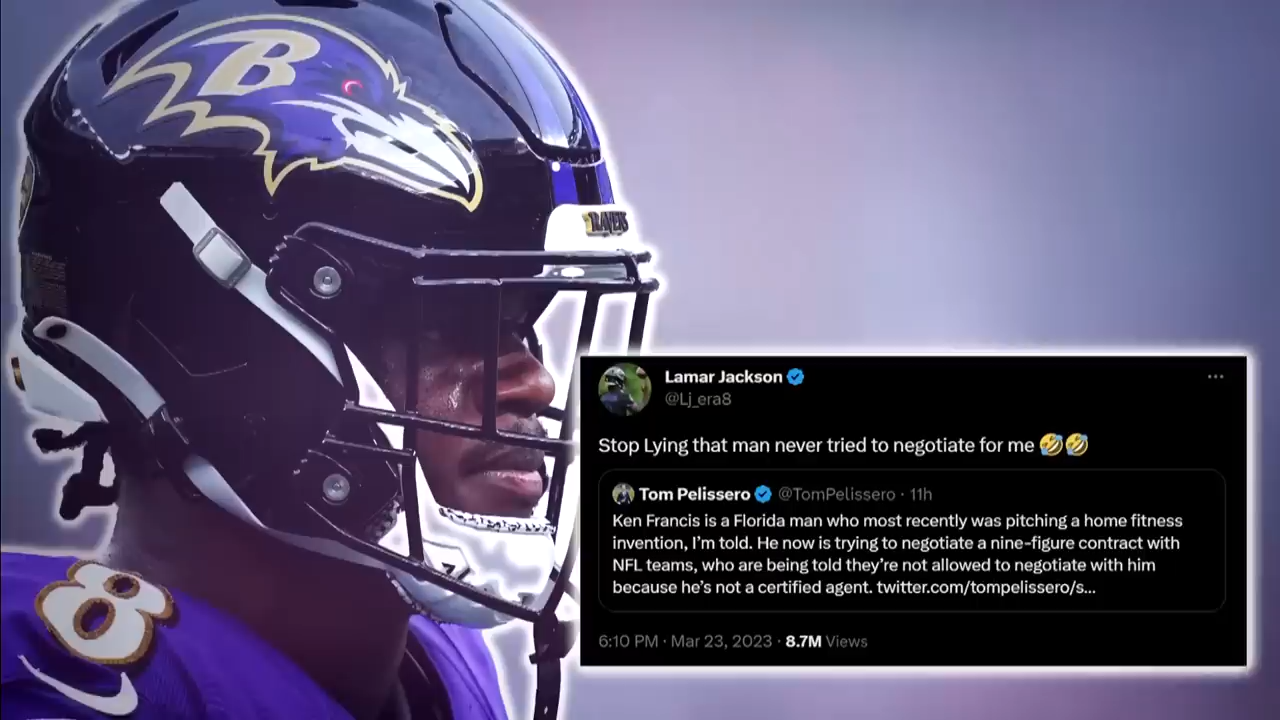 B
RAVENS
8
Lamar Jackson
@Lj_era8
Stop Lying that man never tried to negotiate for me 🤣🤣
Tom Pelissero @TomPelissero · 11h
Ken Francis is a Florida man who most recently was pitching a home fitness
invention, I'm told. He now is trying to negotiate a nine-figure contract with
NFL teams, who are being told they're not allowed to negotiate with him
because he's not a certified agent. twitter.com/tompelissero/s...
6:10 PM · Mar 23, 2023 · 8.7M Views